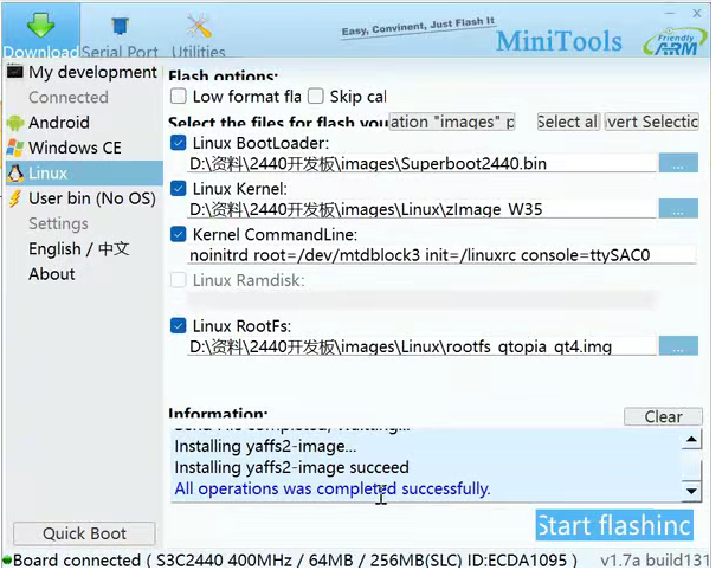 Easy, Convinent, Just Flash It
MiniTools
Friendly
ARM
Download
Serial Port
Utilities
My development
Connected
Android
Windows CE
Linux
User bin (No OS)
Settings
English / 中文
About
Quick Boot
Flash options:
Low format fla
Skip cal
Select the files for flash you
ation "images" p
Select al
vert Selectic
Linux BootLoader:
D:\资料\2440开发板\images\Superboot2440.bin
...
Linux Kernel:
D:\资料\2440开发板\images\Linux\zImage_W35
...
Kernel CommandLine:
noinitrd root=/dev/mtdblock3 init=/linuxrc console=ttySAC0
Linux Ramdisk:
Linux RootFs:
D:\资料\2440开发板\images\Linux\rootfs_qtopia_qt4.img
...
Information:
Clear
Send File completed, Waitting...
Installing yaffs2-image...
Installing yaffs2-image succeed
All operations was completed successfully.
Start flashinc
Board connected ( S3C2440 400MHz / 64MB / 256MB(SLC) ID:ECDA1095 )
v1.7a build131